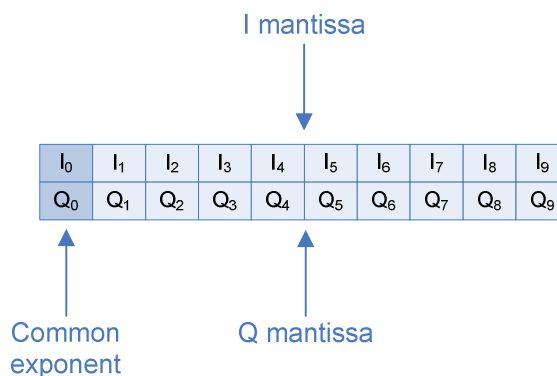 I mantissa
I₀ I₁ I₂ I₃ I₄ I₅ I₆ I₇ I₈ I₉
Q₀ Q₁ Q₂ Q₃ Q₄ Q₅ Q₆ Q₇ Q₈ Q₉
Common
exponent
Q mantissa